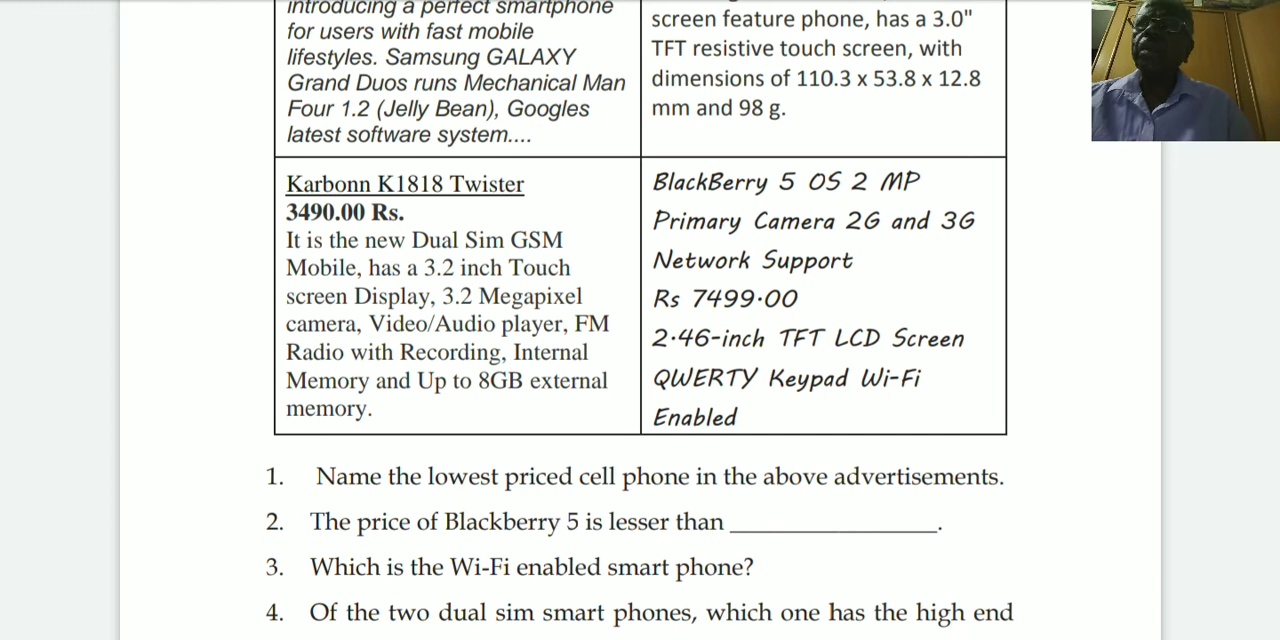 introducing a perfect smartphone
for users with fast mobile
lifestyles. Samsung GALAXY
Grand Duos runs Mechanical Man
Four 1.2 (Jelly Bean), Googles
latest software system....
screen feature phone, has a 3.0"
TFT resistive touch screen, with
dimensions of 110.3 x 53.8 x 12.8
mm and 98 g.
Karbonn K1818 Twister
3490.00 Rs.
It is the new Dual Sim GSM
Mobile, has a 3.2 inch Touch
screen Display, 3.2 Megapixel
camera, Video/Audio player, FM
Radio with Recording, Internal
Memory and Up to 8GB external
memory.
BlackBerry 5 OS 2 MP
Primary Camera 2G and 3G
Network Support
Rs 7499.00
2.46-inch TFT LCD Screen
QWERTY Keypad Wi-Fi
Enabled
1. Name the lowest priced cell phone in the above advertisements.
2. The price of Blackberry 5 is lesser than _________________.
3. Which is the Wi-Fi enabled smart phone?
4. Of the two dual sim smart phones, which one has the high end